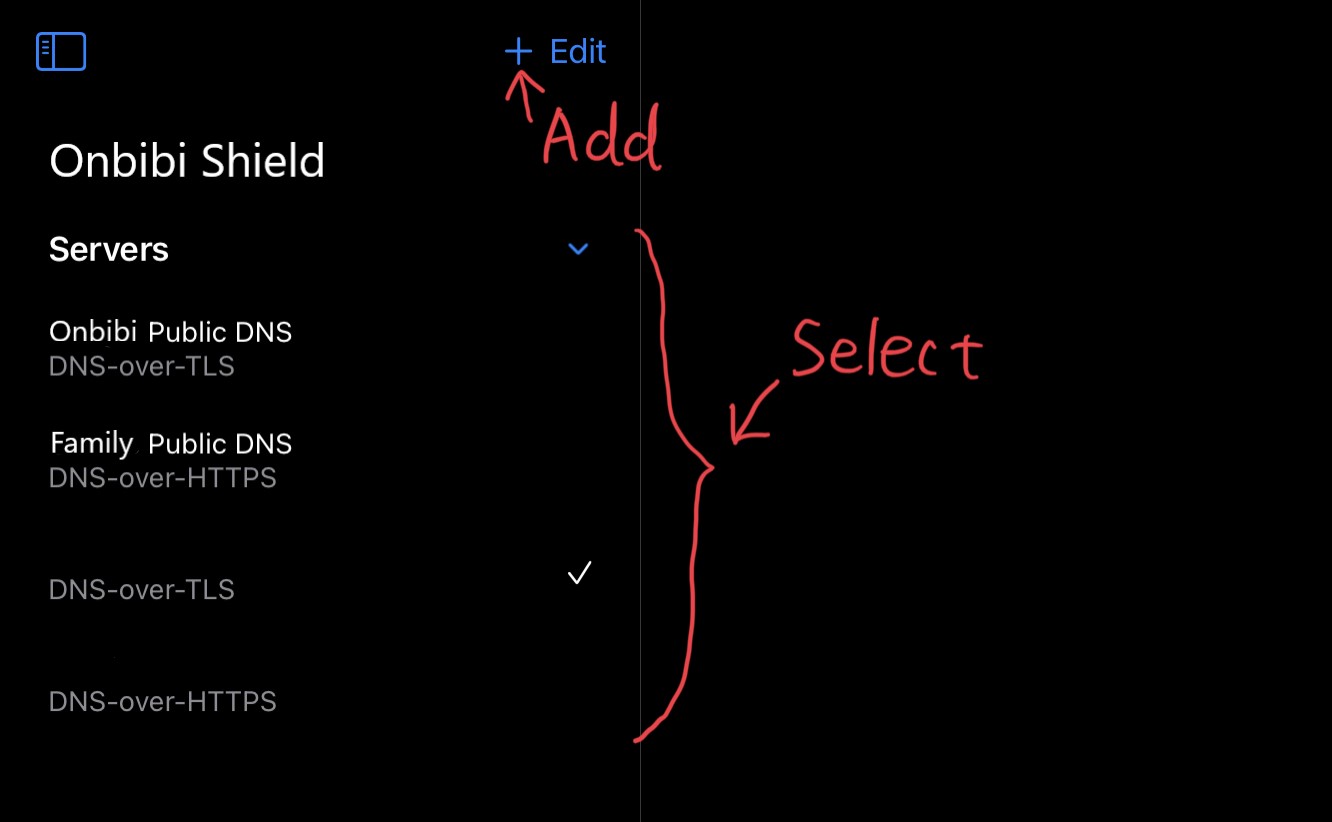 + Edit
Add
Onbibi Shield
Servers
Onbibi Public DNS
DNS-over-TLS
Select
Family Public DNS
DNS-over-HTTPS
DNS-over-TLS
DNS-over-HTTPS